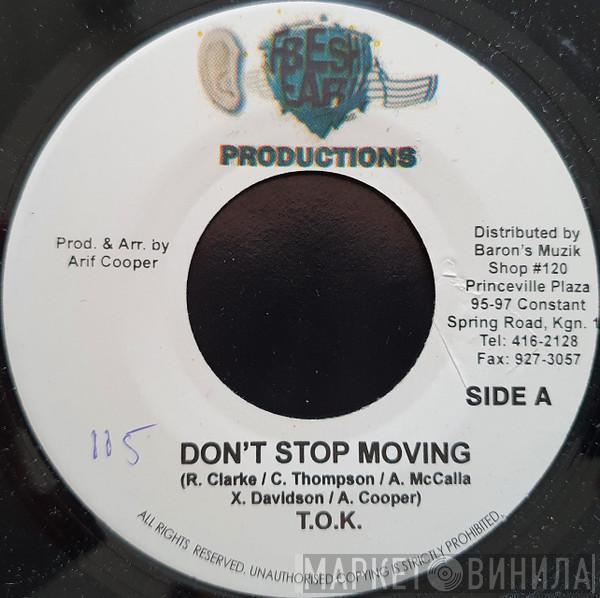 FRESH
EAR
PRODUCTIONS
Prod. & Arr. by
Arif Cooper
Distributed by
Baron's Muzik
Shop #120
Princeville Plaza
95-97 Constant
Spring Road, Kgn. 1
Tel: 416-2128
Fax: 927-3057
SIDE A
115
DON'T STOP MOVING
(R. Clarke / C. Thompson / A. McCalla
X. Davidson / A. Cooper)
T.O.K.
ALL RIGHTS RESERVED. UNAUTHORISED COPYING IS STRICTLY PROHIBITED.
МАРКЕТ ВИНИЛА